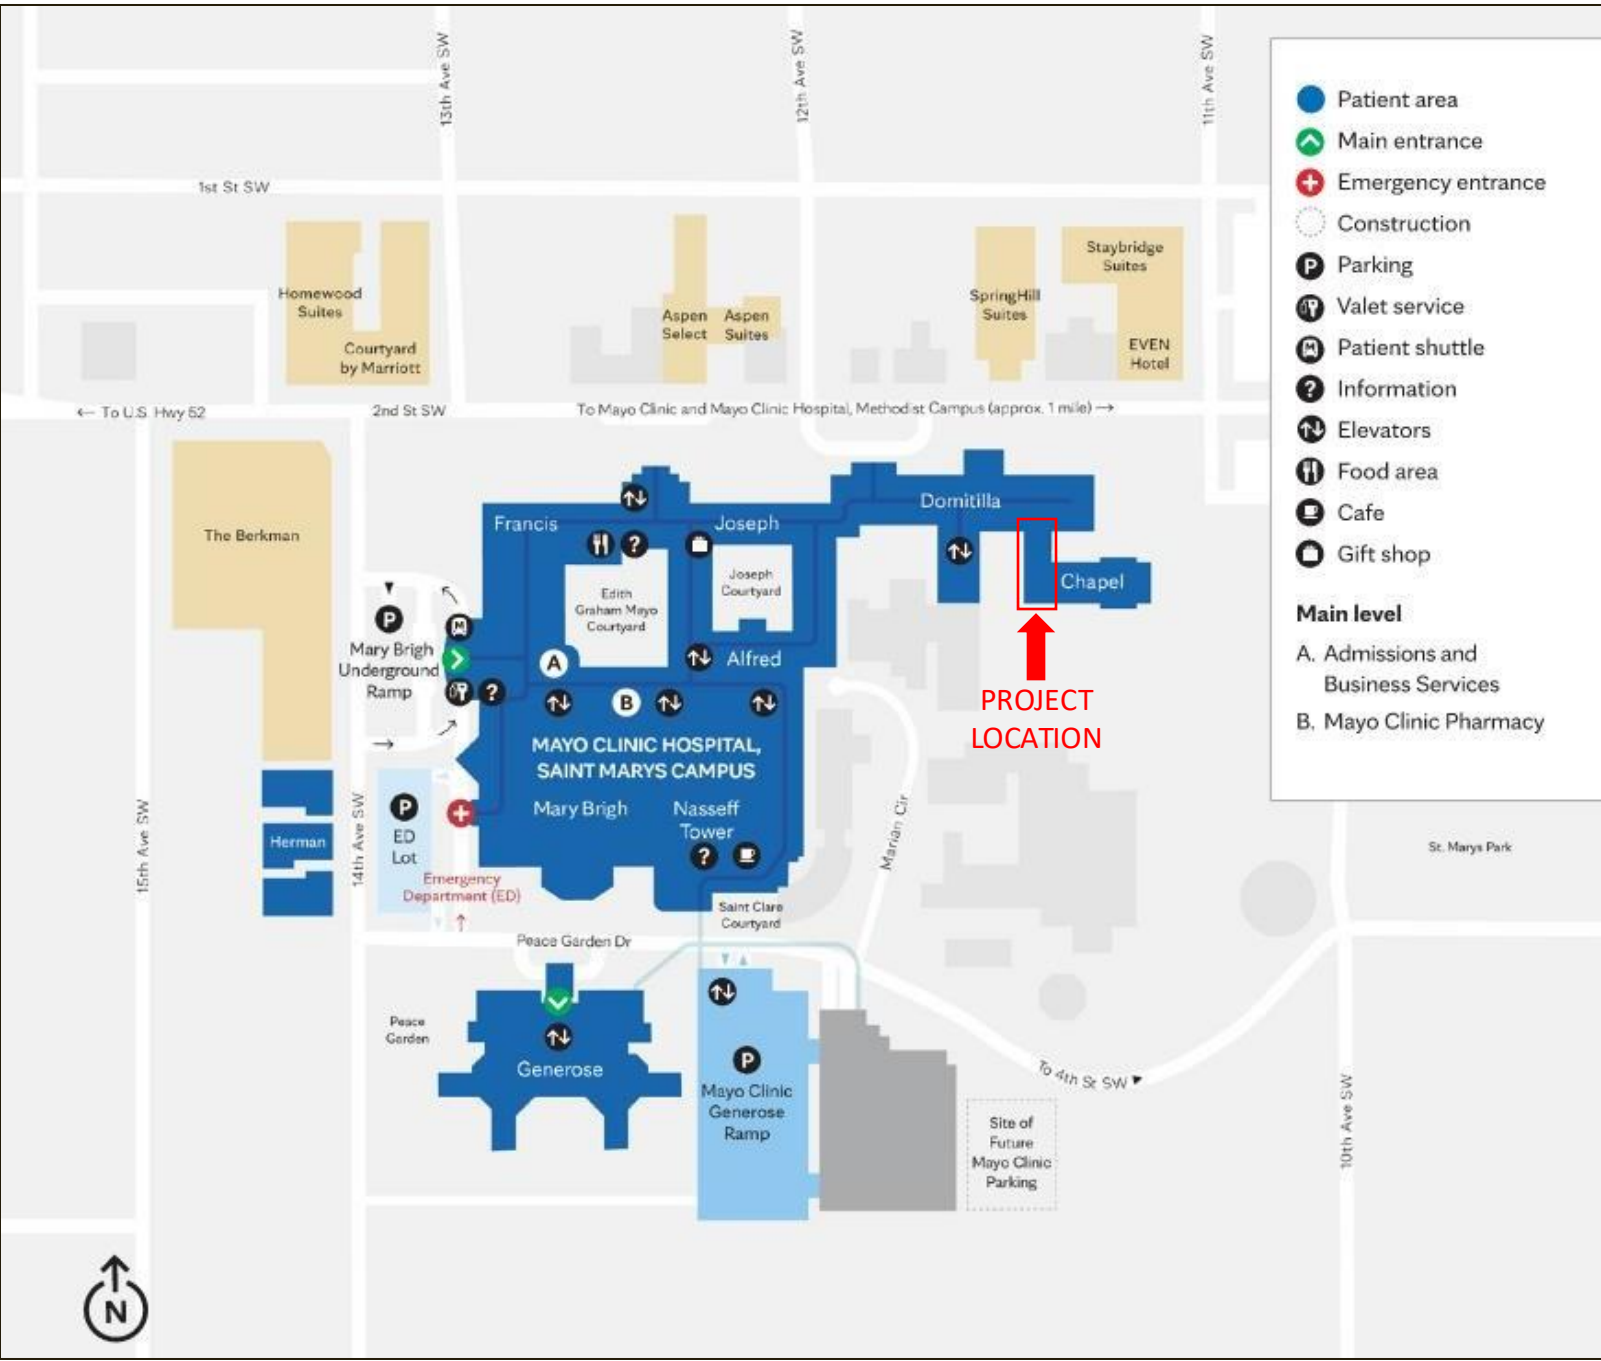 13th Ave SW
12th Ave SW
11th Ave SW
1st St SW
Homewood
Suites
Courtyard
by Marriott
Aspen
Select
Aspen
Suites
SpringHill
Suites
Staybridge
Suites
EVEN
Hotel
← To U.S. Hwy 52
2nd St SW
To Mayo Clinic and Mayo Clinic Hospital, Methodist Campus (approx. 1 mile) →
The Berkman
Francis
Joseph
Domitilla
Chapel
Edith
Graham Mayo
Courtyard
Joseph
Courtyard
P
Mary Brigh
Underground
Ramp
?
?
A
Alfred
B
PROJECT
LOCATION
MAYO CLINIC HOSPITAL,
SAINT MARYS CAMPUS
Mary Brigh
Nasseff
Tower
?
P
ED
Lot
Herman
15th Ave SW
14th Ave SW
Emergency
Department (ED)
Marian Cir
Saint Clare
Courtyard
Peace Garden Dr
Peace
Garden
Generose
P
Mayo Clinic
Generose
Ramp
To 4th St SW
Site of
Future
Mayo Clinic
Parking
10th Ave SW
St. Marys Park
N
Patient area
Main entrance
Emergency entrance
Construction
P Parking
Valet service
Patient shuttle
? Information
Elevators
Food area
Cafe
Gift shop
Main level
A. Admissions and
Business Services
B. Mayo Clinic Pharmacy